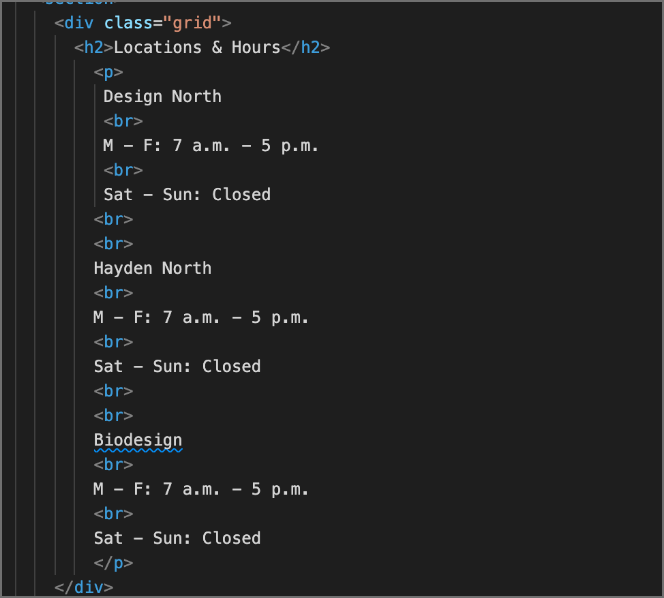 section
<div class="grid">
<h2>Locations & Hours</h2>
<p>
Design North
<br>
M – F: 7 a.m. – 5 p.m.
<br>
Sat – Sun: Closed
<br>
<br>
Hayden North
<br>
M – F: 7 a.m. – 5 p.m.
<br>
Sat – Sun: Closed
<br>
<br>
Biodesign
<br>
M – F: 7 a.m. – 5 p.m.
<br>
Sat – Sun: Closed
</p>
</div>